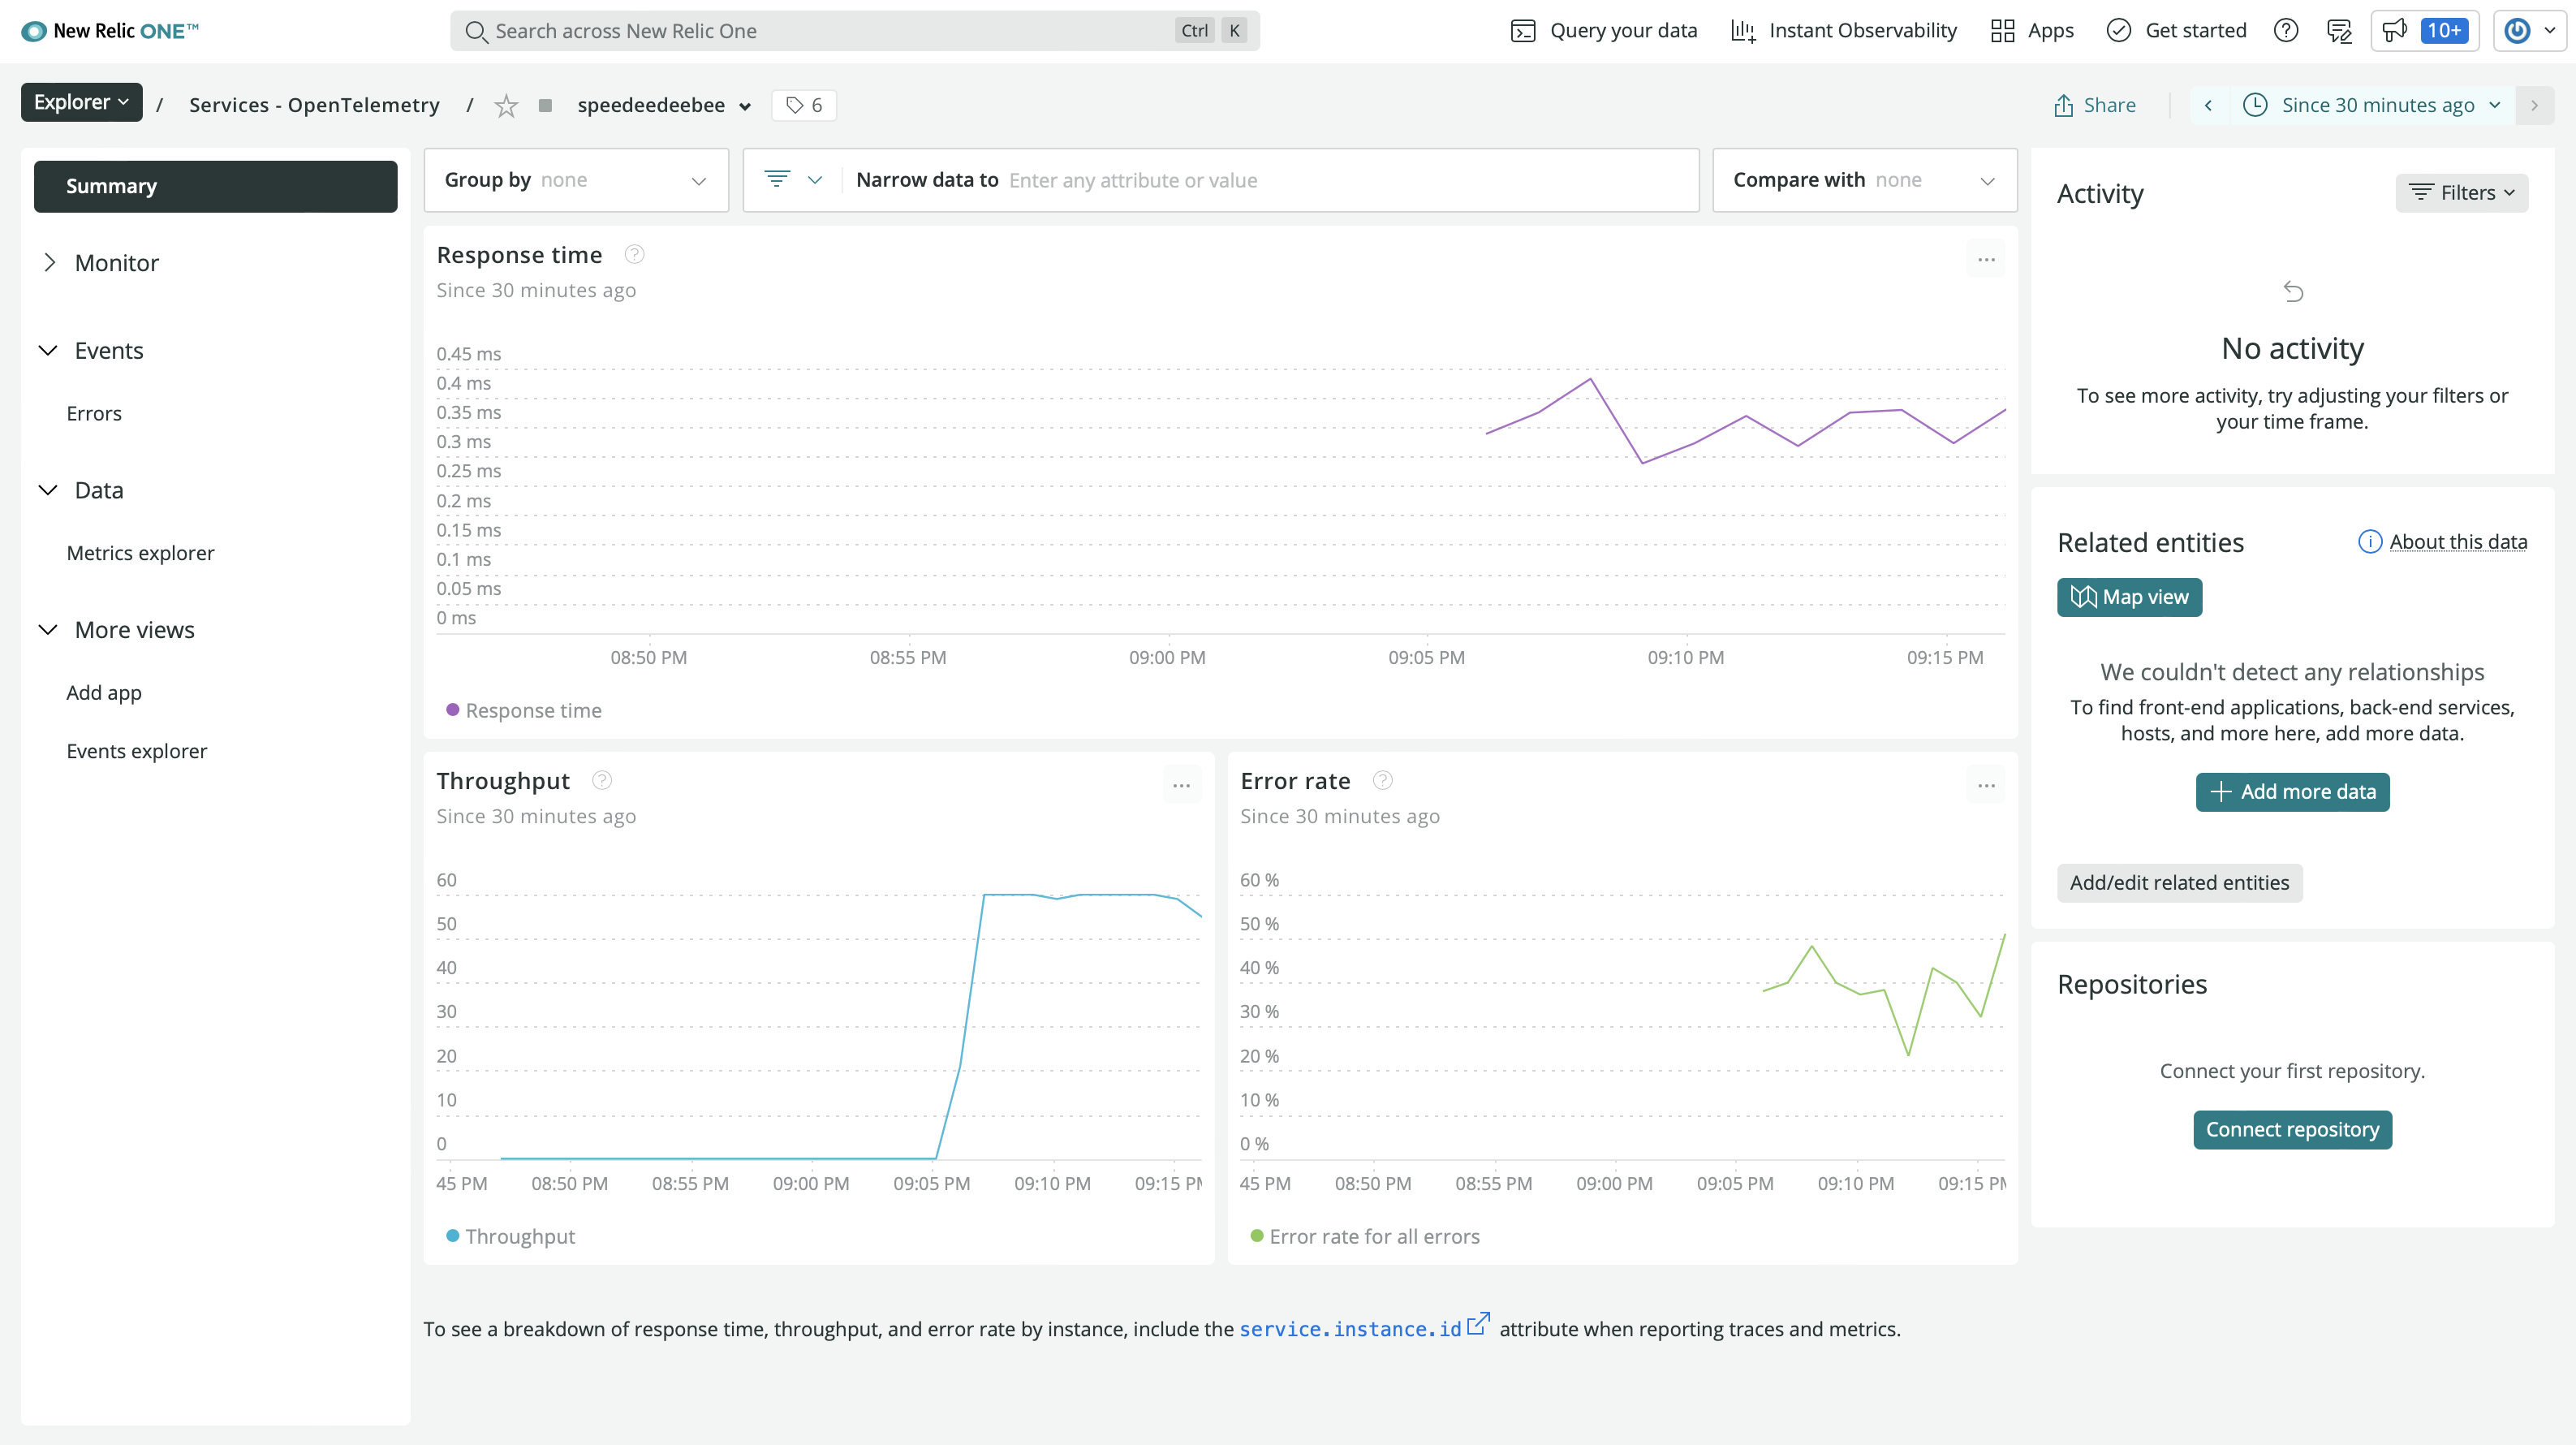 New Relic ONE™
Search across New Relic One
Ctrl K
Query your data
Instant Observability
Apps
Get started
10+
Explorer / Services - OpenTelemetry / speedeedeebee 6
Share
Since 30 minutes ago
Summary
Monitor
Events
Errors
Data
Metrics explorer
More views
Add app
Events explorer
Group by none
Narrow data to Enter any attribute or value
Compare with none
Response time ?
Since 30 minutes ago
...
0.45 ms
0.4 ms
0.35 ms
0.3 ms
0.25 ms
0.2 ms
0.15 ms
0.1 ms
0.05 ms
0 ms
08:50 PM 08:55 PM 09:00 PM 09:05 PM 09:10 PM 09:15 PM
Response time
Throughput ?
Since 30 minutes ago
...
60
50
40
30
20
10
0
45 PM 08:50 PM 08:55 PM 09:00 PM 09:05 PM 09:10 PM 09:15 PM
Throughput
Error rate ?
Since 30 minutes ago
...
60 %
50 %
40 %
30 %
20 %
10 %
0 %
45 PM 08:50 PM 08:55 PM 09:00 PM 09:05 PM 09:10 PM 09:15 PM
Error rate for all errors
To see a breakdown of response time, throughput, and error rate by instance, include the service.instance.id attribute when reporting traces and metrics.
Activity
Filters
No activity
To see more activity, try adjusting your filters or
your time frame.
Related entities
About this data
Map view
We couldn't detect any relationships
To find front-end applications, back-end services,
hosts, and more here, add more data.
Add more data
Add/edit related entities
Repositories
Connect your first repository.
Connect repository